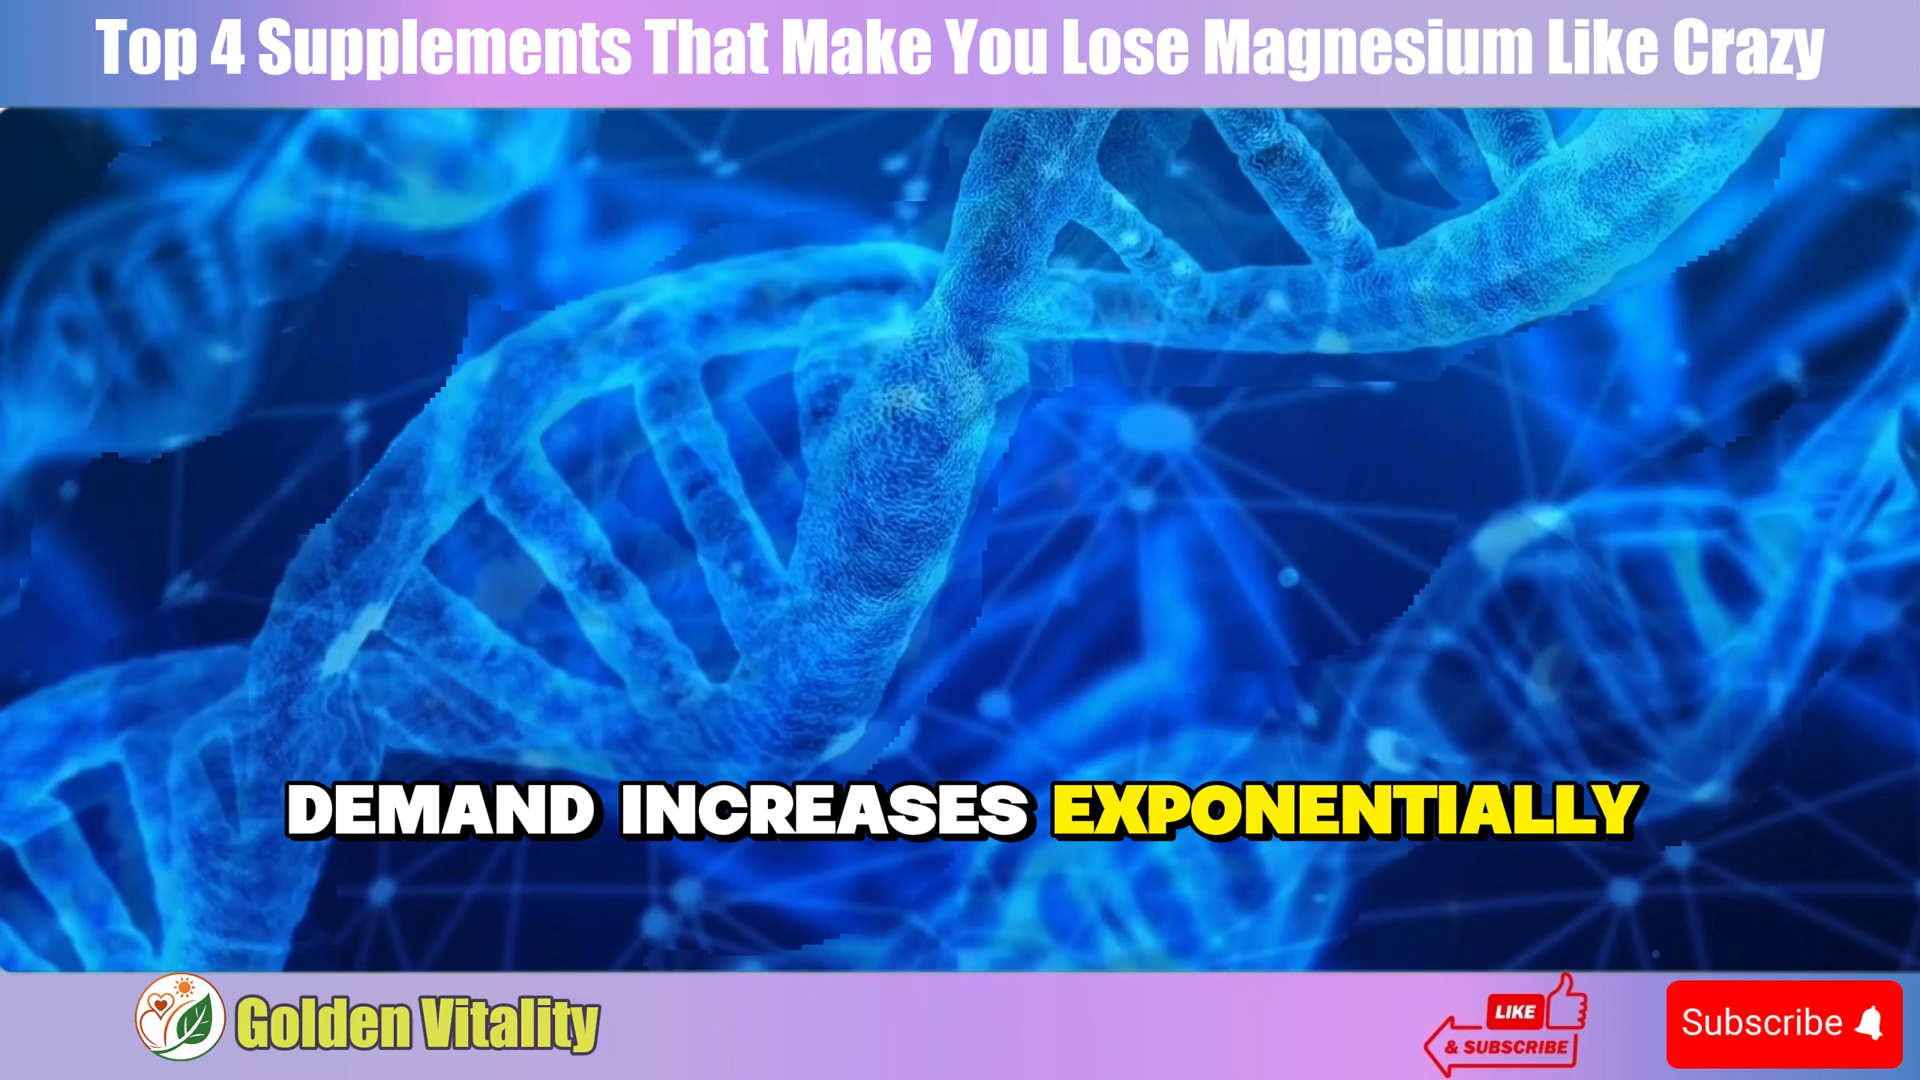 Top 4 Supplements That Make You Lose Magnesium Like Crazy
DEMAND INCREASES EXPONENTIALLY
Golden Vitality
LIKE
& SUBSCRIBE
Subscribe